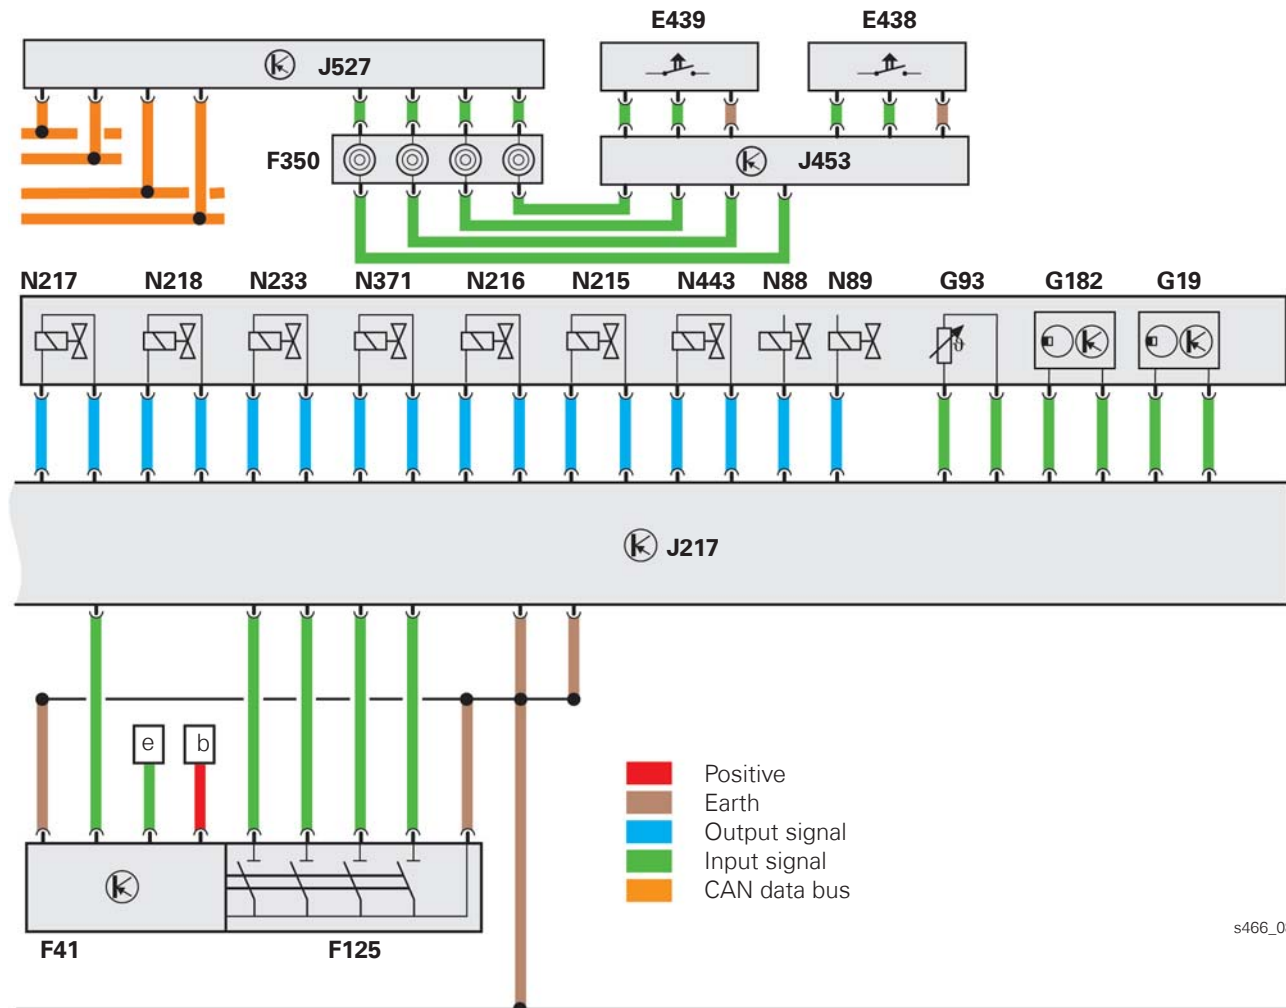 E439 E438
J527
F350 J453
N217 N218 N233 N371 N216 N215 N443 N88 N89 G93 G182 G19
ϑ
J217
e b
Positive
Earth
Output signal
Input signal
CAN data bus
F41 F125